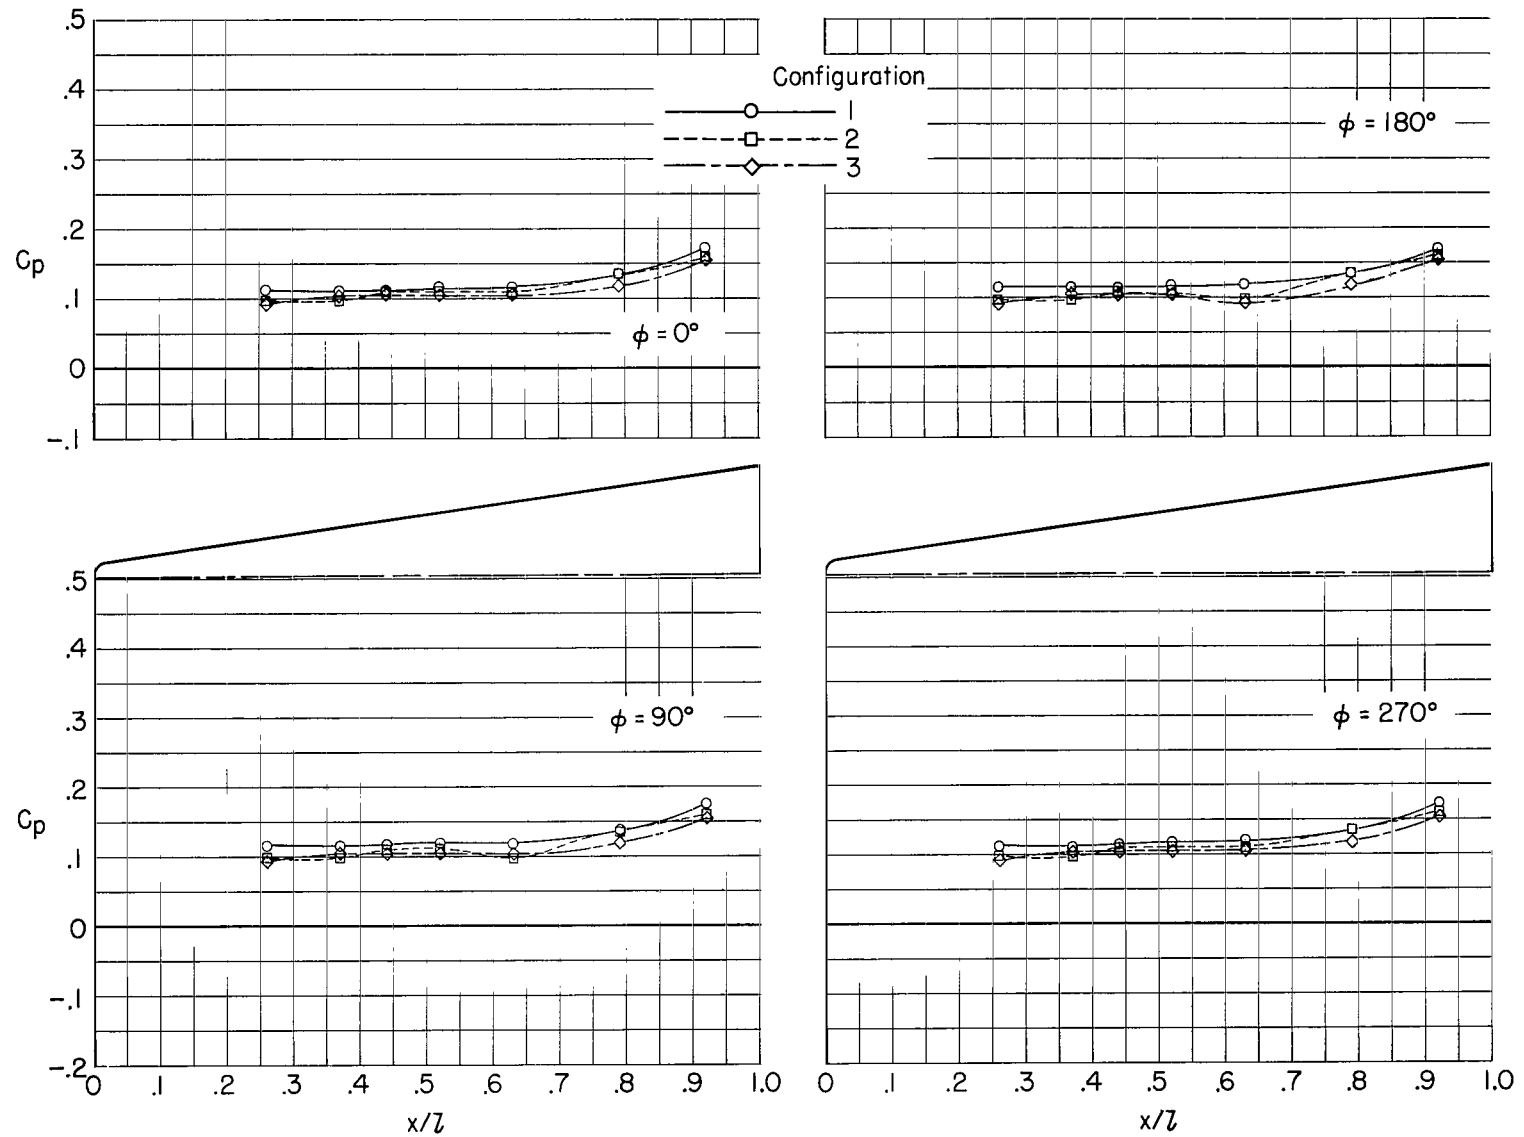 .5
.4
.3
.2
.1
0
-.1
Cp
Configuration
1
2
3
ϕ = 0°
ϕ = 180°
.5
.4
.3
.2
.1
0
-.1
-.2
Cp
ϕ = 90°
ϕ = 270°
0 .1 .2 .3 .4 .5 .6 .7 .8 .9 1.0
x/l
0 .1 .2 .3 .4 .5 .6 .7 .8 .9 1.0
x/l